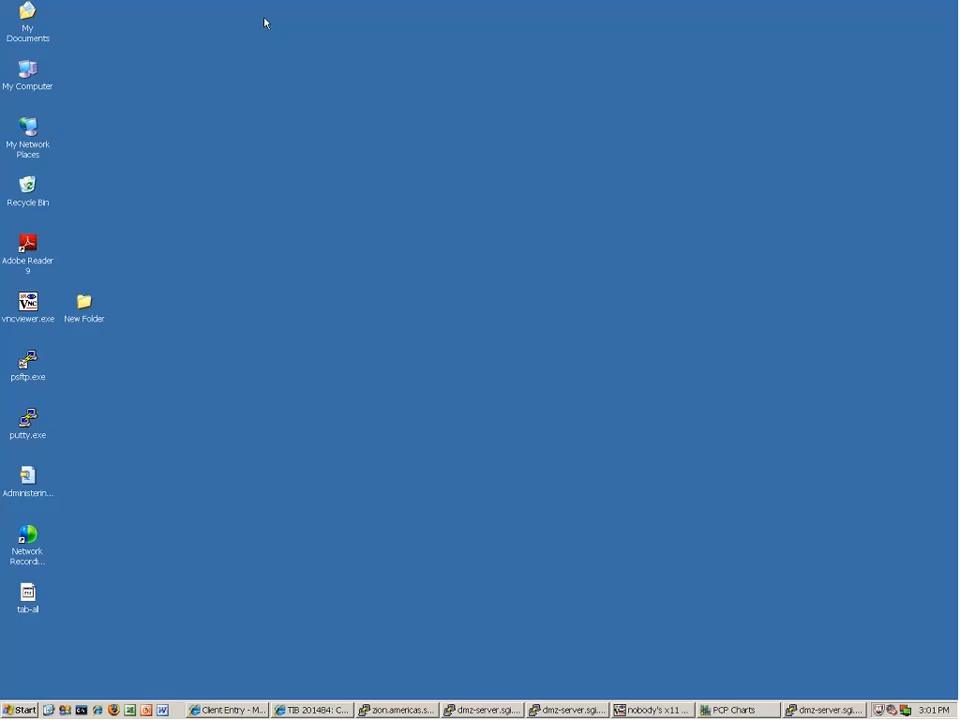 My
Documents
My Computer
My Network
Places
Recycle Bin
Adobe Reader
9
VNC
vncviewer.exe
New Folder
psftp.exe
putty.exe
Administerin...
Network
Recordi...
tab-all
Start
Client Entry - M...
TIB 201484: C...
zion.americas.s...
dmz-server.sgi....
dmz-server.sgi....
nobody's x11 ...
PCP Charts
dmz-server.sgi....
3:01 PM